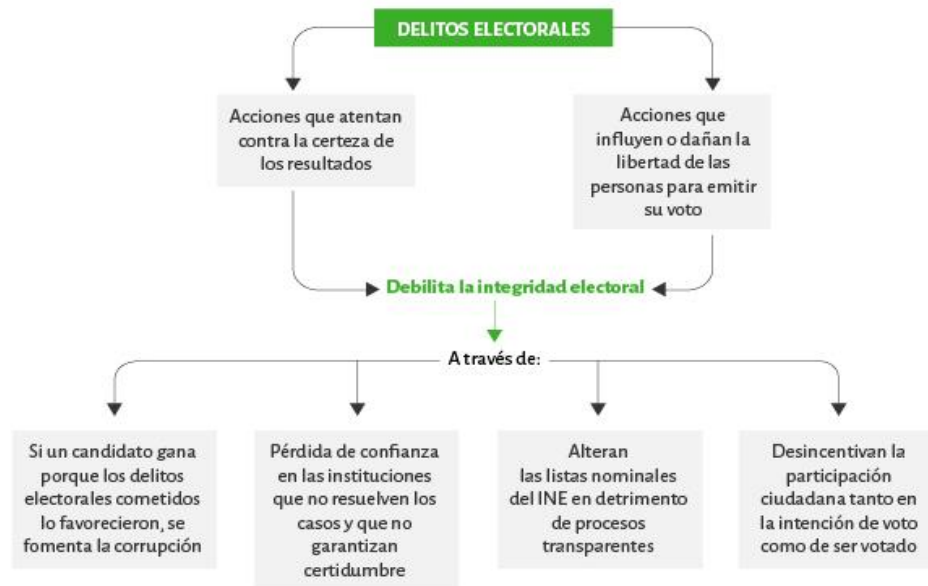 DELITOS ELECTORALES
Acciones que atentan
contra la certeza de
los resultados
Acciones que
influyen o dañan la
libertad de las
personas para emitir
su voto
Debilita la integridad electoral
A través de:
Si un candidato gana
porque los delitos
electorales cometidos
lo favorecieron, se
fomenta la corrupción
Pérdida de confianza
en las instituciones
que no resuelven los
casos y que no
garantizan
certidumbre
Alteran
las listas nominales
del INE en detrimento
de procesos
transparentes
Desincentivan la
participación
ciudadana tanto en
la intención de voto
como de ser votado